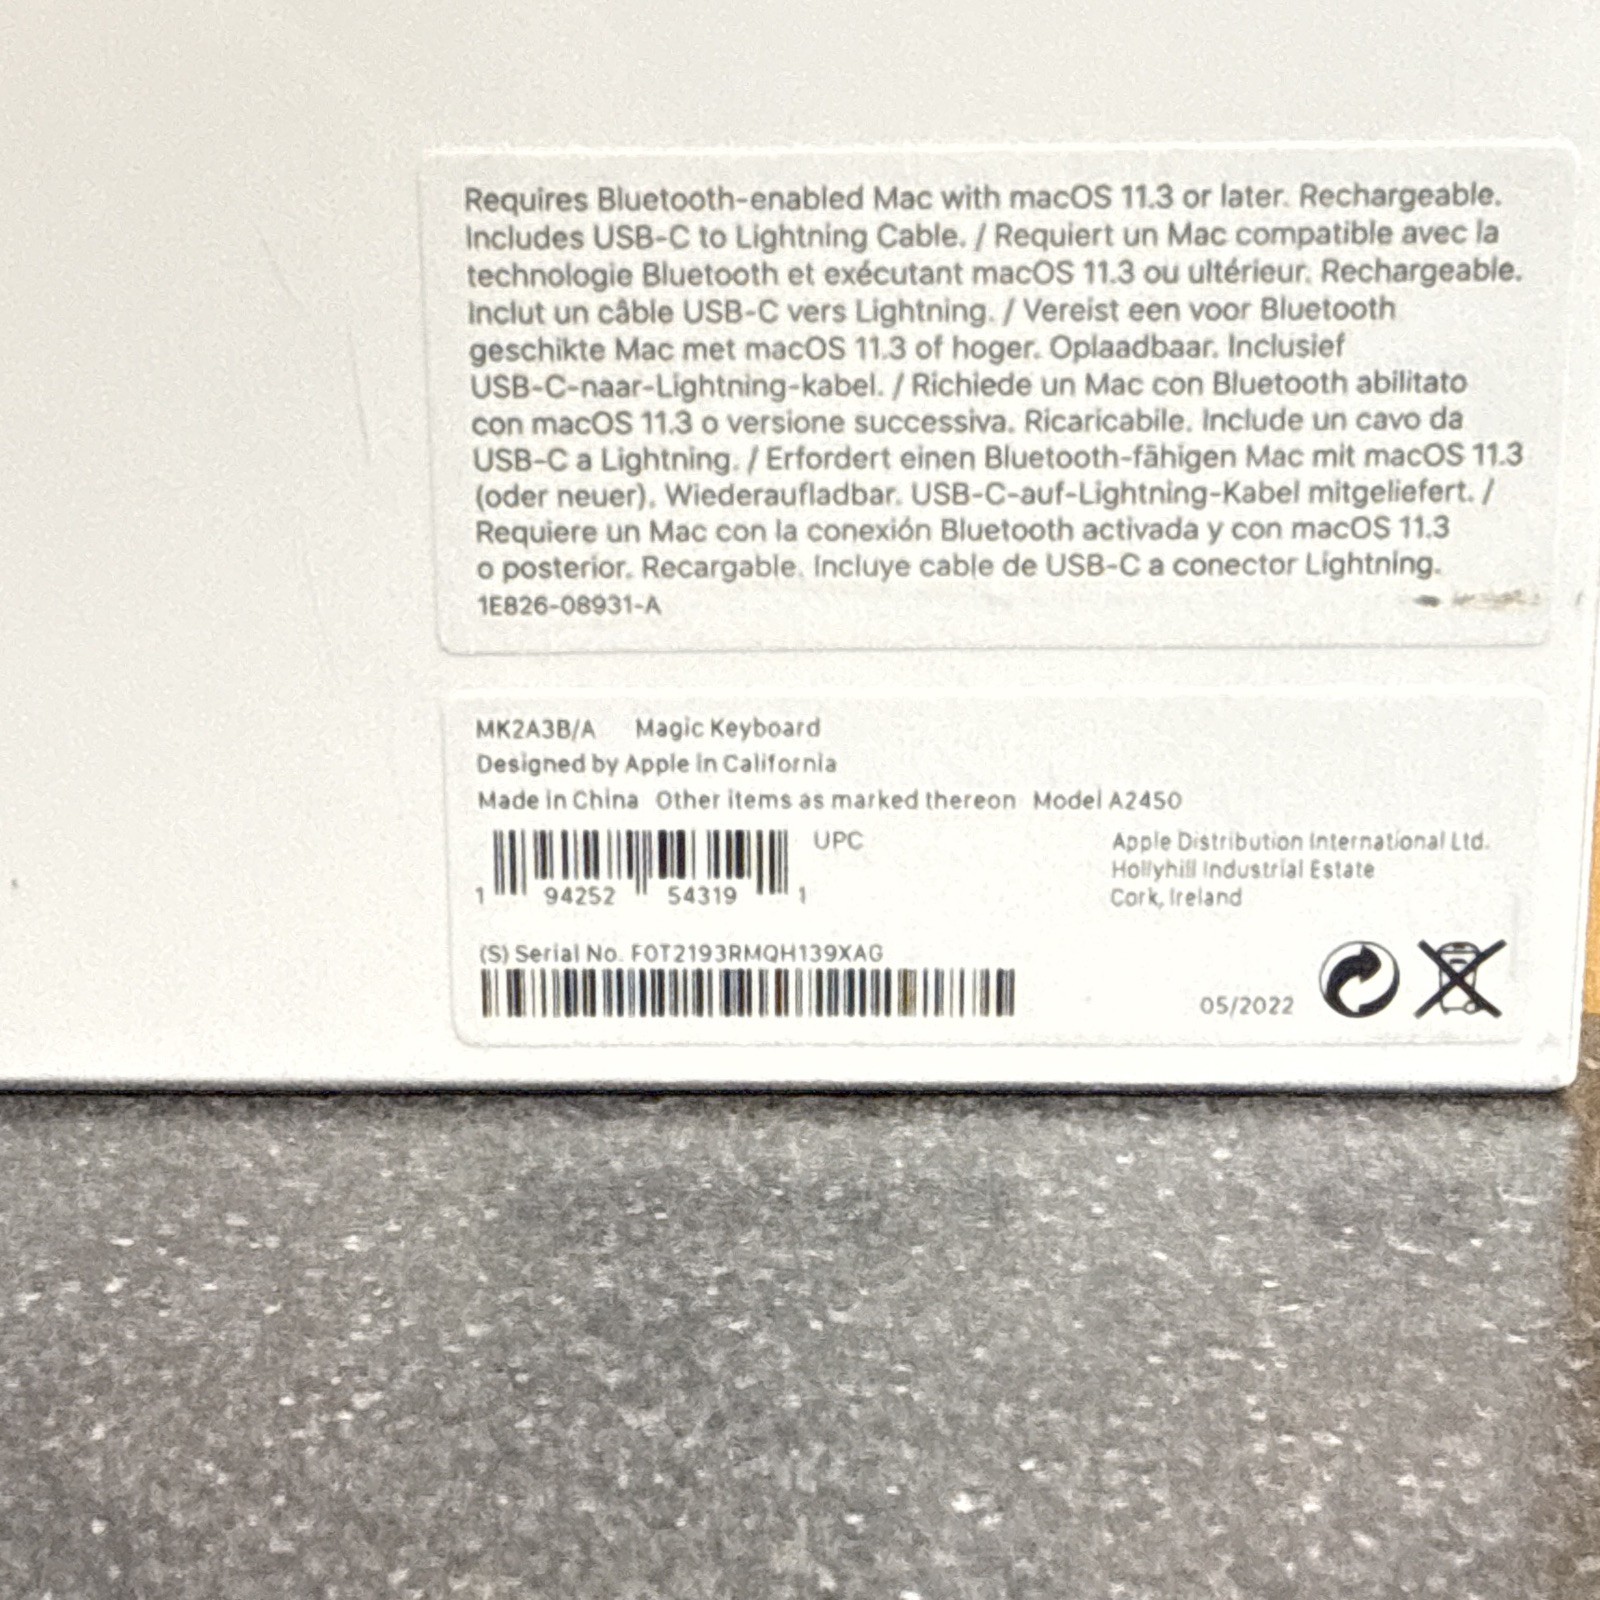 Requires Bluetooth-enabled Mac with macOS 11.3 or later. Rechargeable.
Includes USB-C to Lightning Cable. / Requiert un Mac compatible avec la
technologie Bluetooth et exécutant macOS 11.3 ou ultérieur. Rechargeable.
Inclut un câble USB-C vers Lightning. / Vereist een voor Bluetooth
geschikte Mac met macOS 11.3 of hoger. Oplaadbaar. Inclusief
USB-C-naar-Lightning-kabel. / Richiede un Mac con Bluetooth abilitato
con macOS 11.3 o versione successiva. Ricaricabile. Include un cavo da
USB-C a Lightning. / Erfordert einen Bluetooth-fähigen Mac mit macOS 11.3
(oder neuer). Wiederaufladbar. USB-C-auf-Lightning-Kabel mitgeliefert. /
Requiere un Mac con la conexión Bluetooth activada y con macOS 11.3
o posterior. Recargable. Incluye cable de USB-C a conector Lightning.
1E826-08931-A
MK2A3B/A Magic Keyboard
Designed by Apple in California
Made in China Other items as marked thereon Model A2450
UPC
1 94252 54319 1
Apple Distribution International Ltd.
Hollyhill Industrial Estate
Cork, Ireland
(S) Serial No. F0T2193RMQH139XAG
05/2022